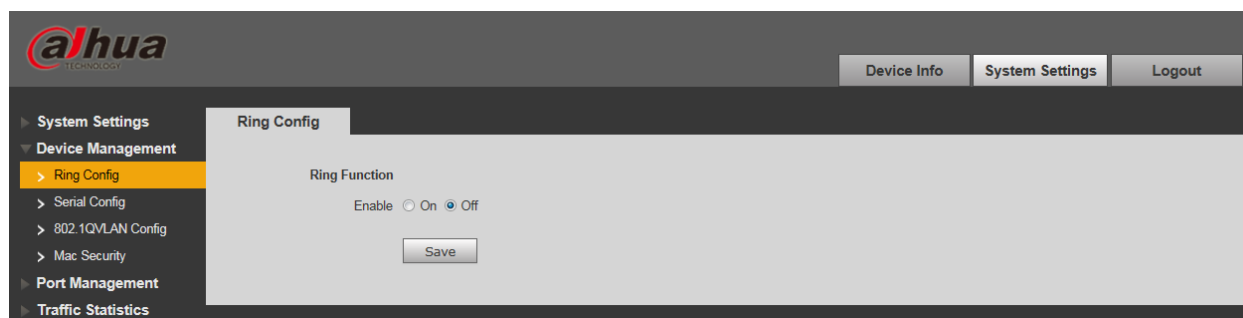 alhua
TECHNOLOGY
Device Info
System Settings
Logout
System Settings
Ring Config
Device Management
Ring Config
Ring Function
Serial Config
Enable On Off
802.1QVLAN Config
Mac Security
Save
Port Management
Traffic Statistics